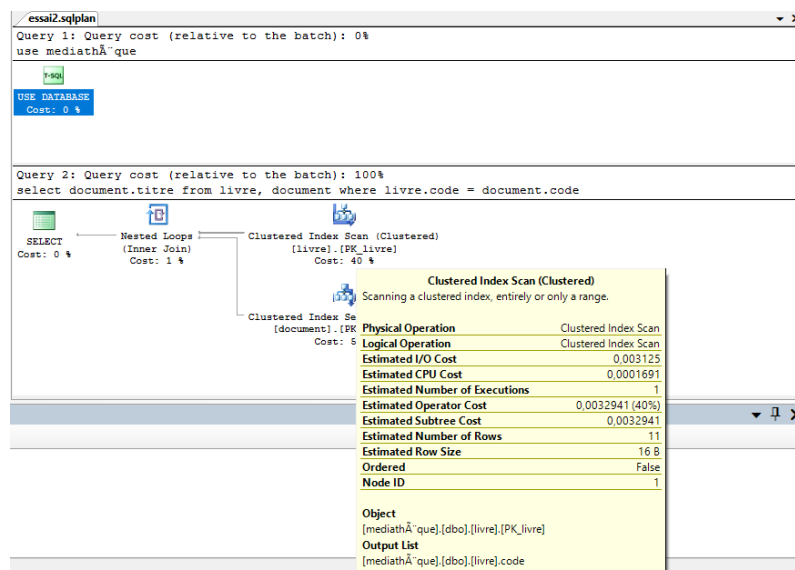 essai2.sqlplan
Query 1: Query cost (relative to the batch): 0%
use mediathÃ¨que
T-SQL
USE DATABASE
Cost: 0 %
Query 2: Query cost (relative to the batch): 100%
select document.titre from livre, document where livre.code = document.code
SELECT
Cost: 0 %
Nested Loops
(Inner Join)
Cost: 1 %
Clustered Index Scan (Clustered)
[livre].[PK_livre]
Cost: 40 %
Clustered Index Se
[document].[PK
Cost: 5
Clustered Index Scan (Clustered)
Scanning a clustered index, entirely or only a range.
Physical Operation Clustered Index Scan
Logical Operation Clustered Index Scan
Estimated I/O Cost 0,003125
Estimated CPU Cost 0,0001691
Estimated Number of Executions 1
Estimated Operator Cost 0,0032941 (40%)
Estimated Subtree Cost 0,0032941
Estimated Number of Rows 11
Estimated Row Size 16 B
Ordered False
Node ID 1
Object
[mediathÃ¨que].[dbo].[livre].[PK_livre]
Output List
[mediathÃ¨que].[dbo].[livre].code